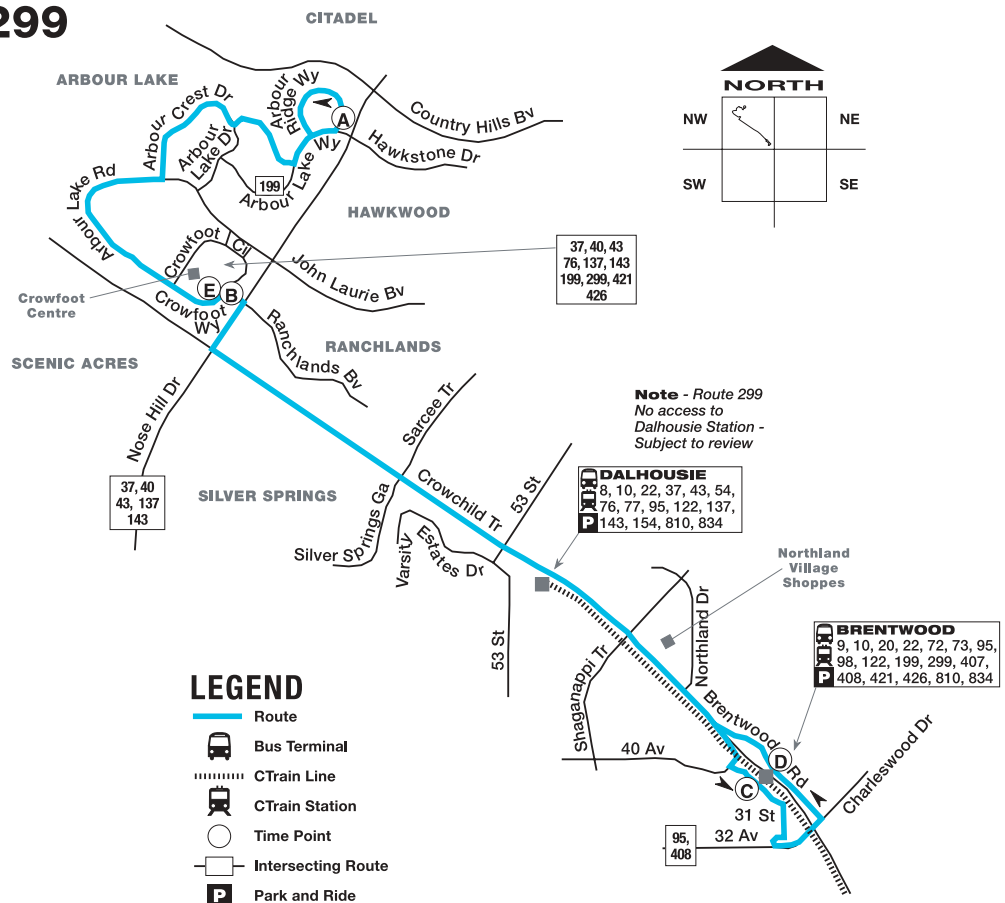 299
CITADEL
ARBOUR LAKE
Arbour Crest Dr
Arbour
Ridge Wy
A
Country Hills Bv
Hawkstone Dr
Arbour
Lake Dr
Arbour Lake Wy
199
Arbour Lake Rd
HAWKWOOD
Crowfoot
Cil
John Laurie Bv
37, 40, 43
76, 137, 143
199, 299, 421
426
Crowfoot
Centre
E
B
Crowfoot
Wy
Ranchlands Bv
RANCHLANDS
SCENIC ACRES
Nose Hill Dr
37, 40
43, 137
143
NORTH
NW
NE
SW
SE
Note - Route 299
No access to
Dalhousie Station -
Subject to review
Sarcee Tr
SILVER SPRINGS
Crowchild Tr
53 St
Silver Springs Ga
Varsity
Estates Dr
53 St
P
DALHOUSIE
8, 10, 22, 37, 43, 54,
76, 77, 95, 122, 137,
143, 154, 810, 834
Northland
Village
Shoppes
Northland Dr
Shaganappi Tr
P
BRENTWOOD
9, 10, 20, 22, 72, 73, 95,
98, 122, 199, 299, 407,
408, 421, 426, 810, 834
Brentwood Rd
D
Charleswood Dr
40 Av
C
31 St
32 Av
95,
408
LEGEND
Route
Bus Terminal
CTrain Line
CTrain Station
Time Point
Intersecting Route
P
Park and Ride